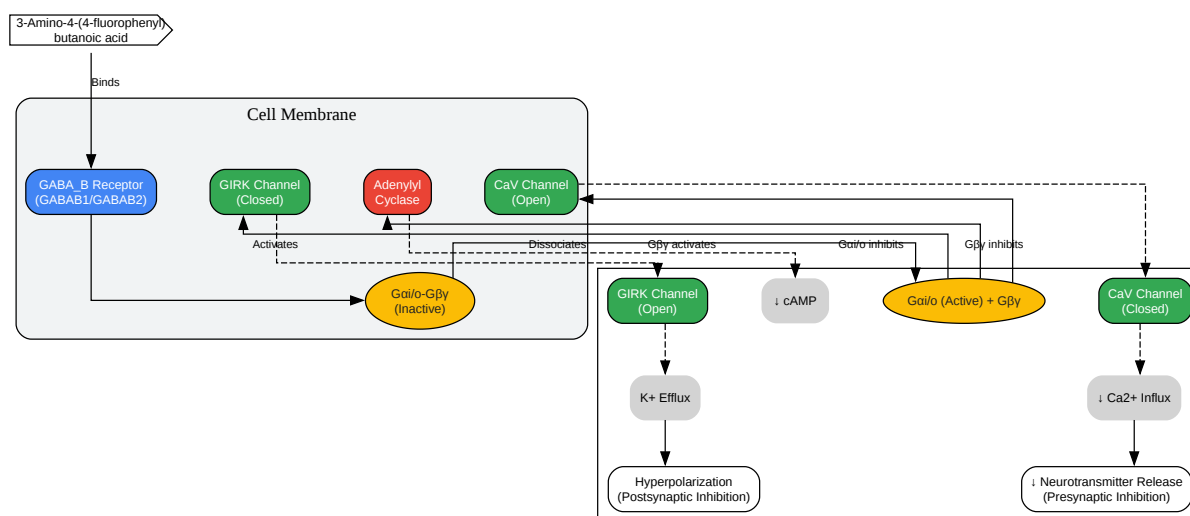 3-Amino-4-(4-fluorophenyl)
butanoic acid
Binds
Cell Membrane
GABA_B Receptor
(GABAB1/GABAB2)
GIRK Channel
(Closed)
Adenylyl
Cyclase
CaV Channel
(Open)
Activates
Dissociates
Gβγ activates
Gαi/o inhibits
Gβγ inhibits
Gαi/o-Gβγ
(Inactive)
GIRK Channel
(Open)
↓ cAMP
Gαi/o (Active) + Gβγ
CaV Channel
(Closed)
K+ Efflux
↓ Ca2+ Influx
Hyperpolarization
(Postsynaptic Inhibition)
↓ Neurotransmitter Release
(Presynaptic Inhibition)